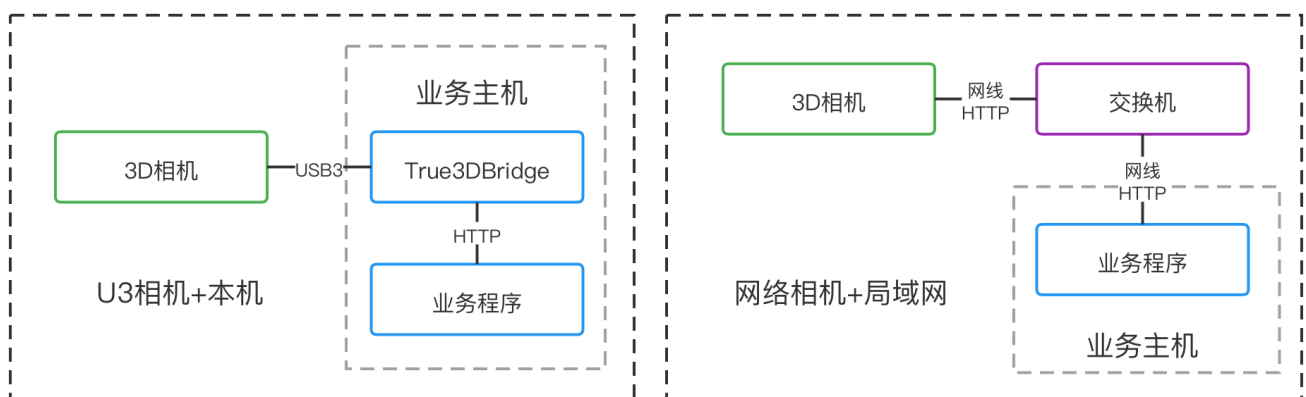 业务主机
3D相机
USB3
True3DBridge
HTTP
业务程序
U3相机+本机
3D相机
网线
HTTP
交换机
网线
HTTP
业务程序
网络相机+局域网
业务主机